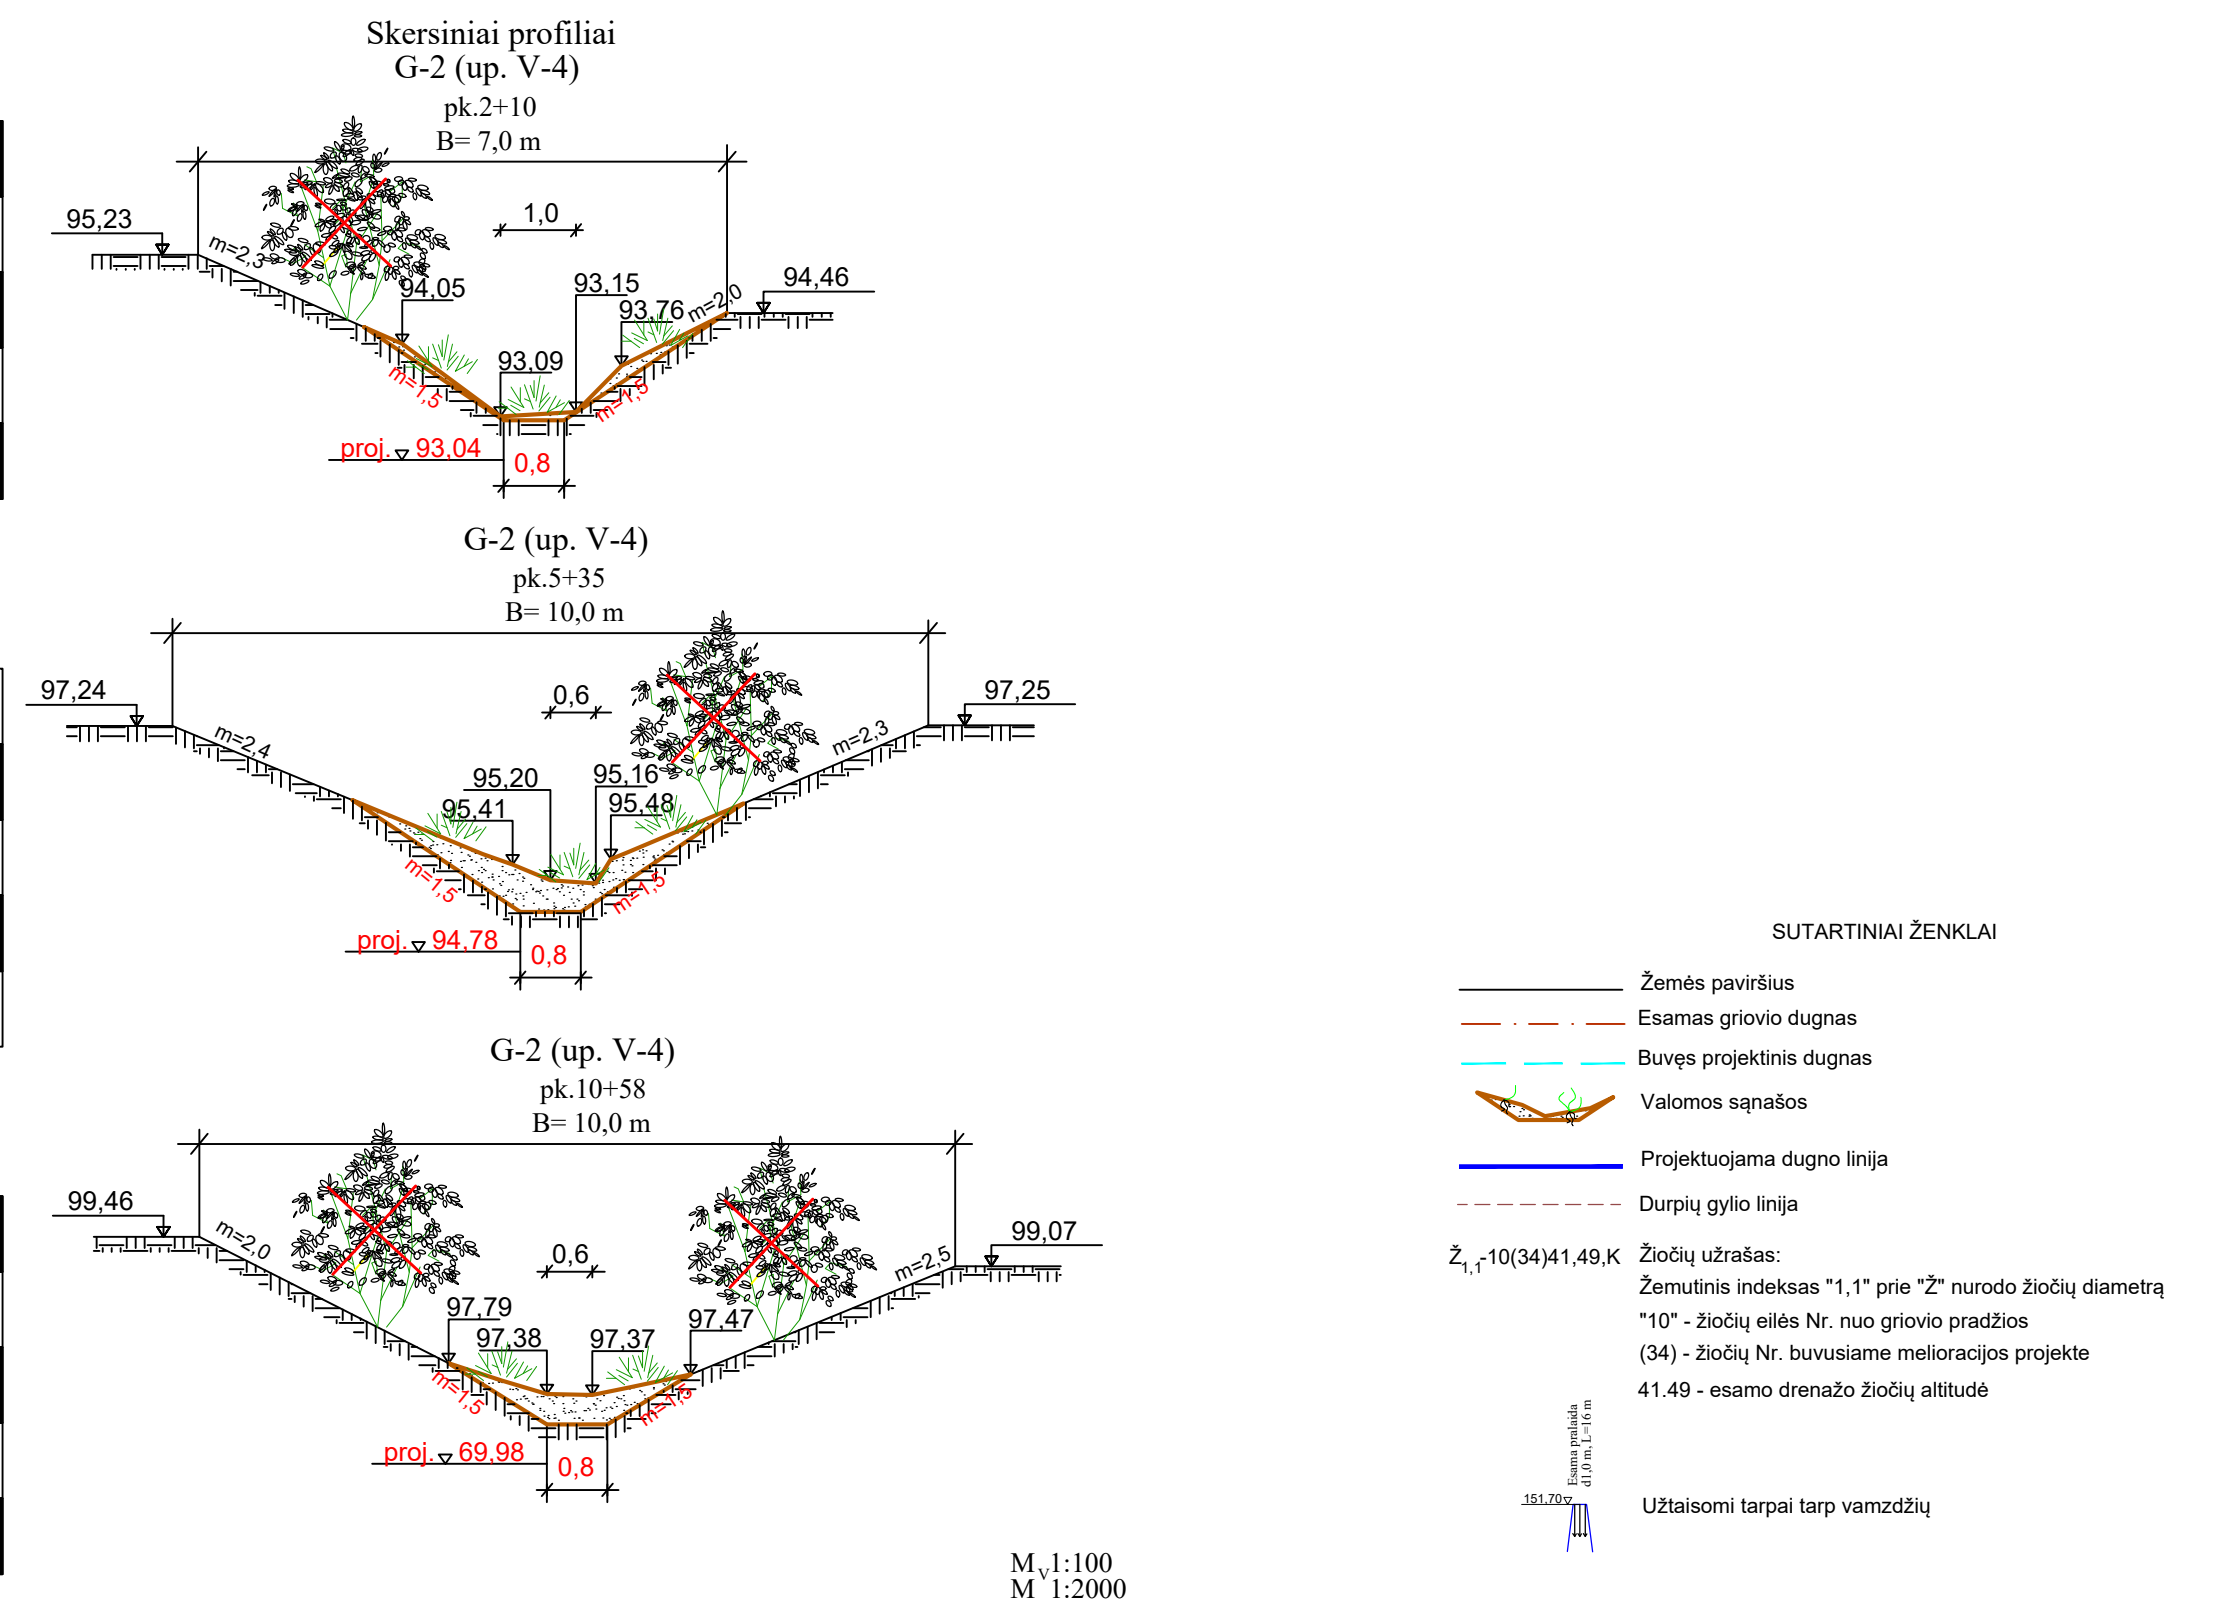 Skersiniai profiliai
G-2 (up. V-4)
pk.2+10
B= 7,0 m
95,23
m=2,3
1,0
94,05
93,15
93,76
m=2,0
94,46
93,09
m=1,5
m=1,5
proj. 93,04
0,8
G-2 (up. V-4)
pk.5+35
B= 10,0 m
97,24
m=2,4
0,6
m=2,3
97,25
95,20
95,16
95,41
95,48
m=1,5
m=1,5
proj. 94,78
0,8
G-2 (up. V-4)
pk.10+58
B= 10,0 m
99,46
m=2,0
0,6
m=2,5
99,07
97,79
97,38
97,37
97,47
m=1,5
m=1,5
proj. 69,98
0,8
Mv1:100
M 1:2000
SUTARTINIAI ŽENKLAI
Žemės paviršius
Esamas griovio dugnas
Buvęs projektinis dugnas
Valomos sąnašos
Projektuojama dugno linija
Durpių gylio linija
Ž1,1-10(34)41,49,K Žiočių užrašas:
Žemutinis indeksas "1,1" prie "Ž" nurodo žiočių diametrą
"10" - žiočių eilės Nr. nuo griovio pradžios
(34) - žiočių Nr. buvusiame melioracijos projekte
41.49 - esamo drenažo žiočių altitudė
Esama pralaida
d1,0 m, L=16 m
151,70
Užtaisomi tarpai tarp vamzdžių